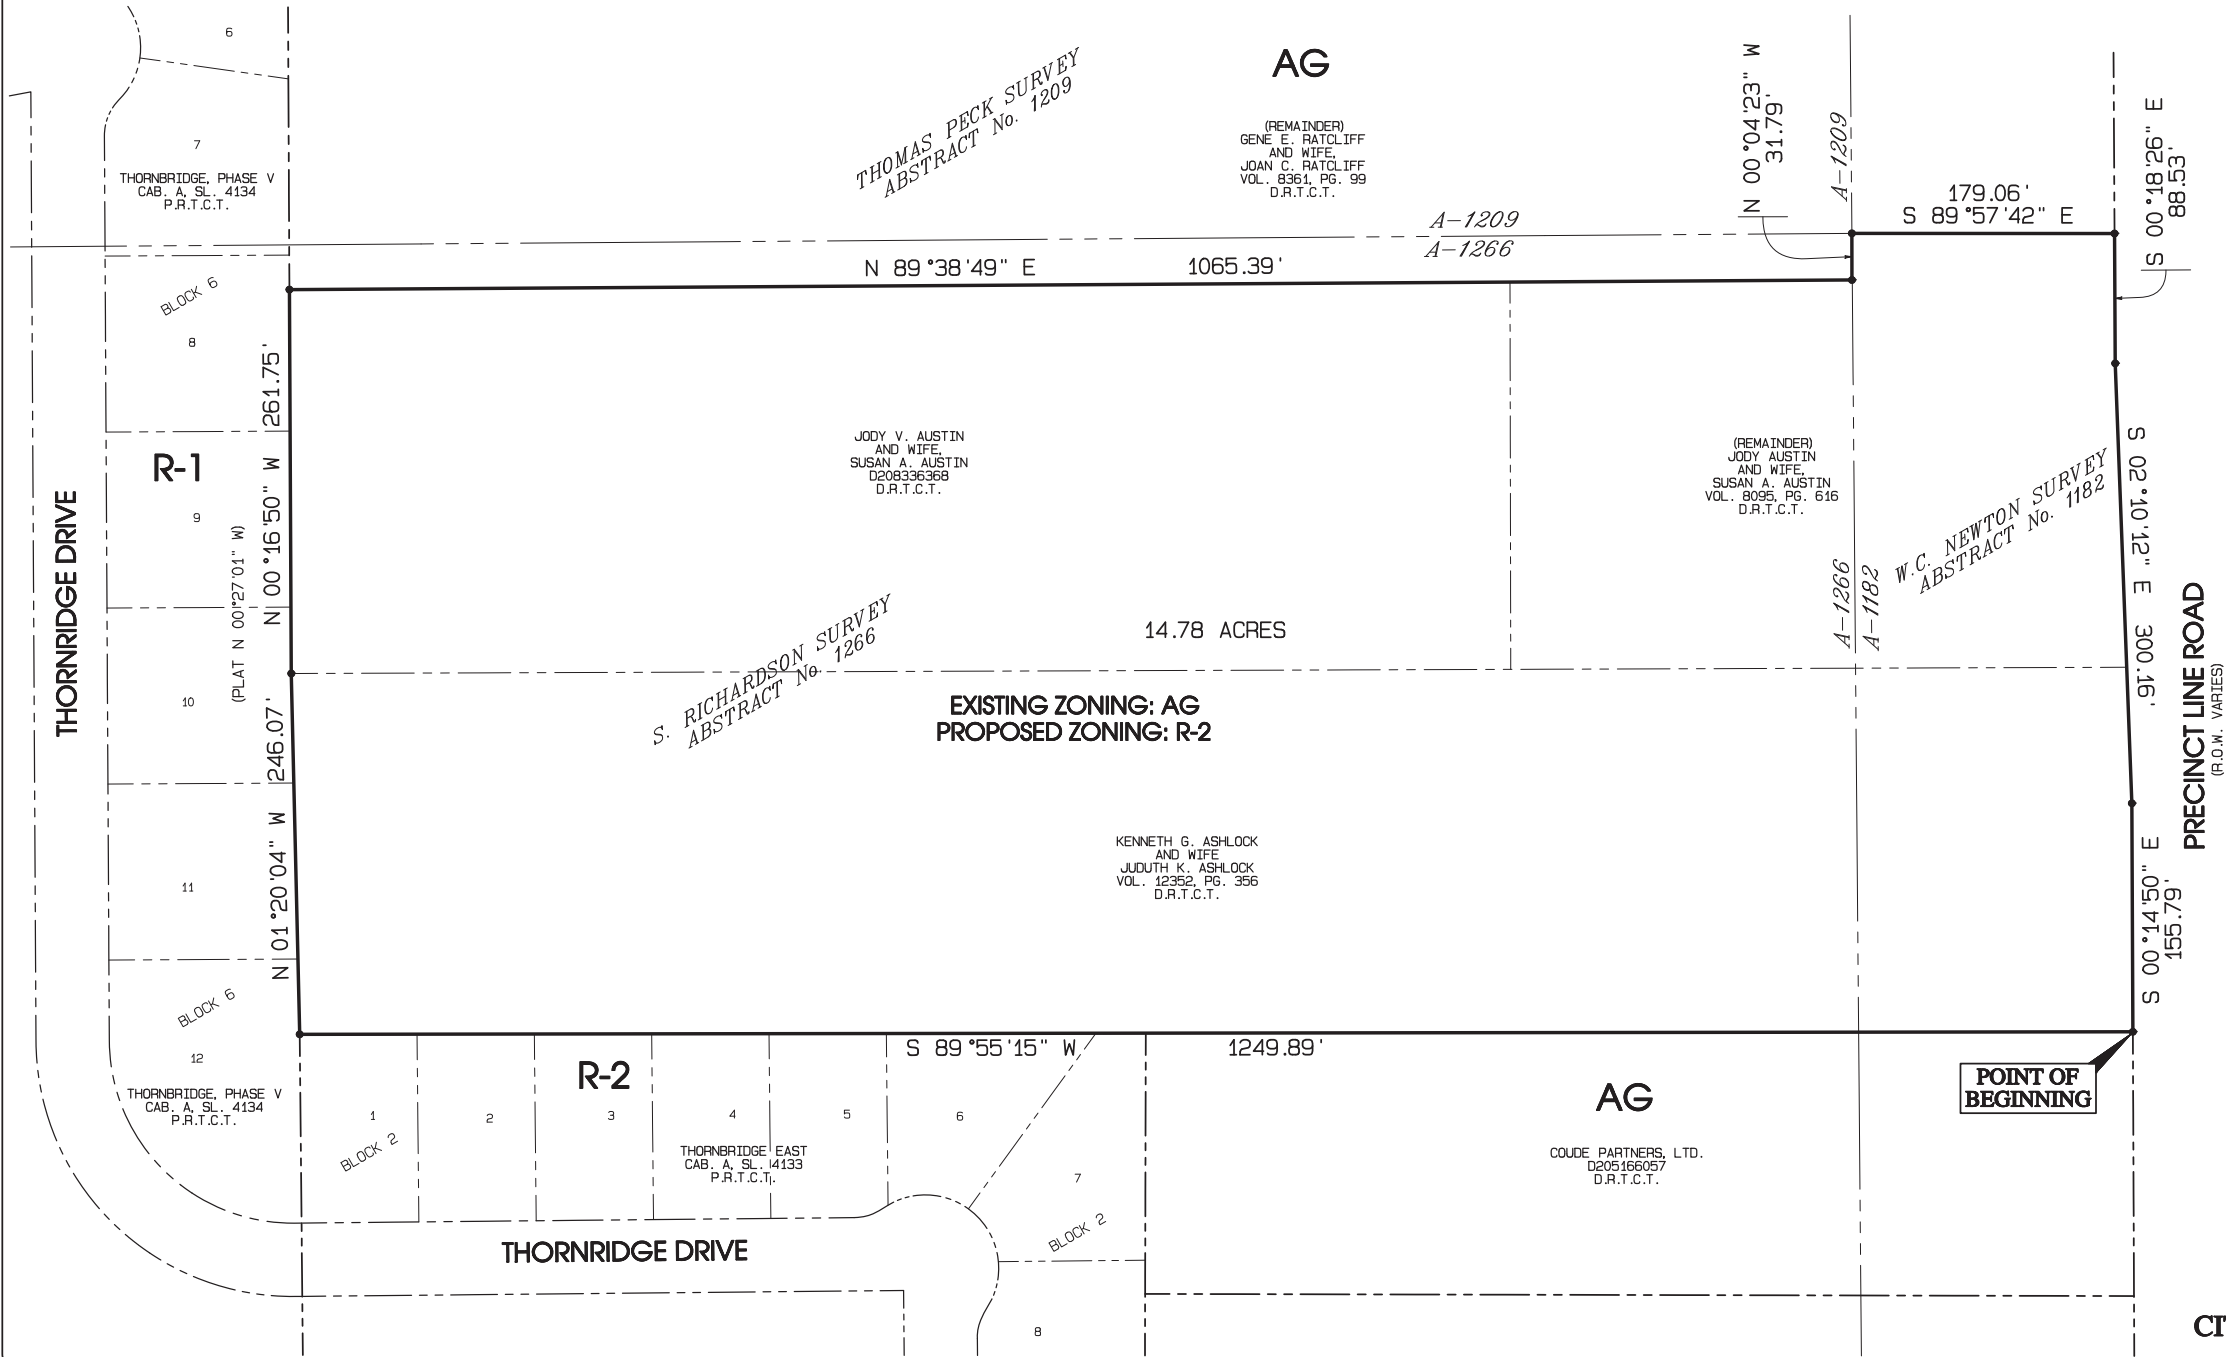 6
7
THORNBRIDGE, PHASE V
CAB. A, SL. 4134
P.R.T.C.T.
THOMAS PECK SURVEY
ABSTRACT No. 1209
AG
(REMAINDER)
GENE E. RATCLIFF
AND WIFE,
JOAN C. RATCLIFF
VOL. 8361, PG. 99
D.R.T.C.T.
N 00°04'23" W
31.79'
A-1209
179.06'
S 89°57'42" E
S 00°18'26" E
88.53'
A-1209
A-1266
N 89°38'49" E 1065.39'
BLOCK 6
8
R-1
9
10
11
BLOCK 6
12
THORNBRIDGE, PHASE V
CAB. A, SL. 4134
P.R.T.C.T.
THORNRIDGE DRIVE
(PLAT N 00°27'01" W)
N 00°16'50" W 261.75'
N 01°20'04" W 246.07'
JODY V. AUSTIN
AND WIFE,
SUSAN A. AUSTIN
D208336368
D.R.T.C.T.
(REMAINDER)
JODY AUSTIN
AND WIFE,
SUSAN A. AUSTIN
VOL. 8095, PG. 616
D.R.T.C.T.
W.C. NEWTON SURVEY
ABSTRACT No. 1182
S 02°10'12" E 300.16'
A-1266
A-1182
S. RICHARDSON SURVEY
ABSTRACT No. 1266
14.78 ACRES
EXISTING ZONING: AG
PROPOSED ZONING: R-2
PRECINCT LINE ROAD
(R.O.W. VARIES)
KENNETH G. ASHLOCK
AND WIFE
JUDUTH K. ASHLOCK
VOL. 12352, PG. 356
D.R.T.C.T.
S 00°14'50" E
155.79'
S 89°55'15" W 1249.89'
POINT OF
BEGINNING
R-2
1
2
3
4
5
6
7
BLOCK 2
THORNBRIDGE EAST
CAB. A, SL. 4133
P.R.T.C.T.
BLOCK 2
8
THORNRIDGE DRIVE
AG
COUDE PARTNERS, LTD.
D205166057
D.R.T.C.T.